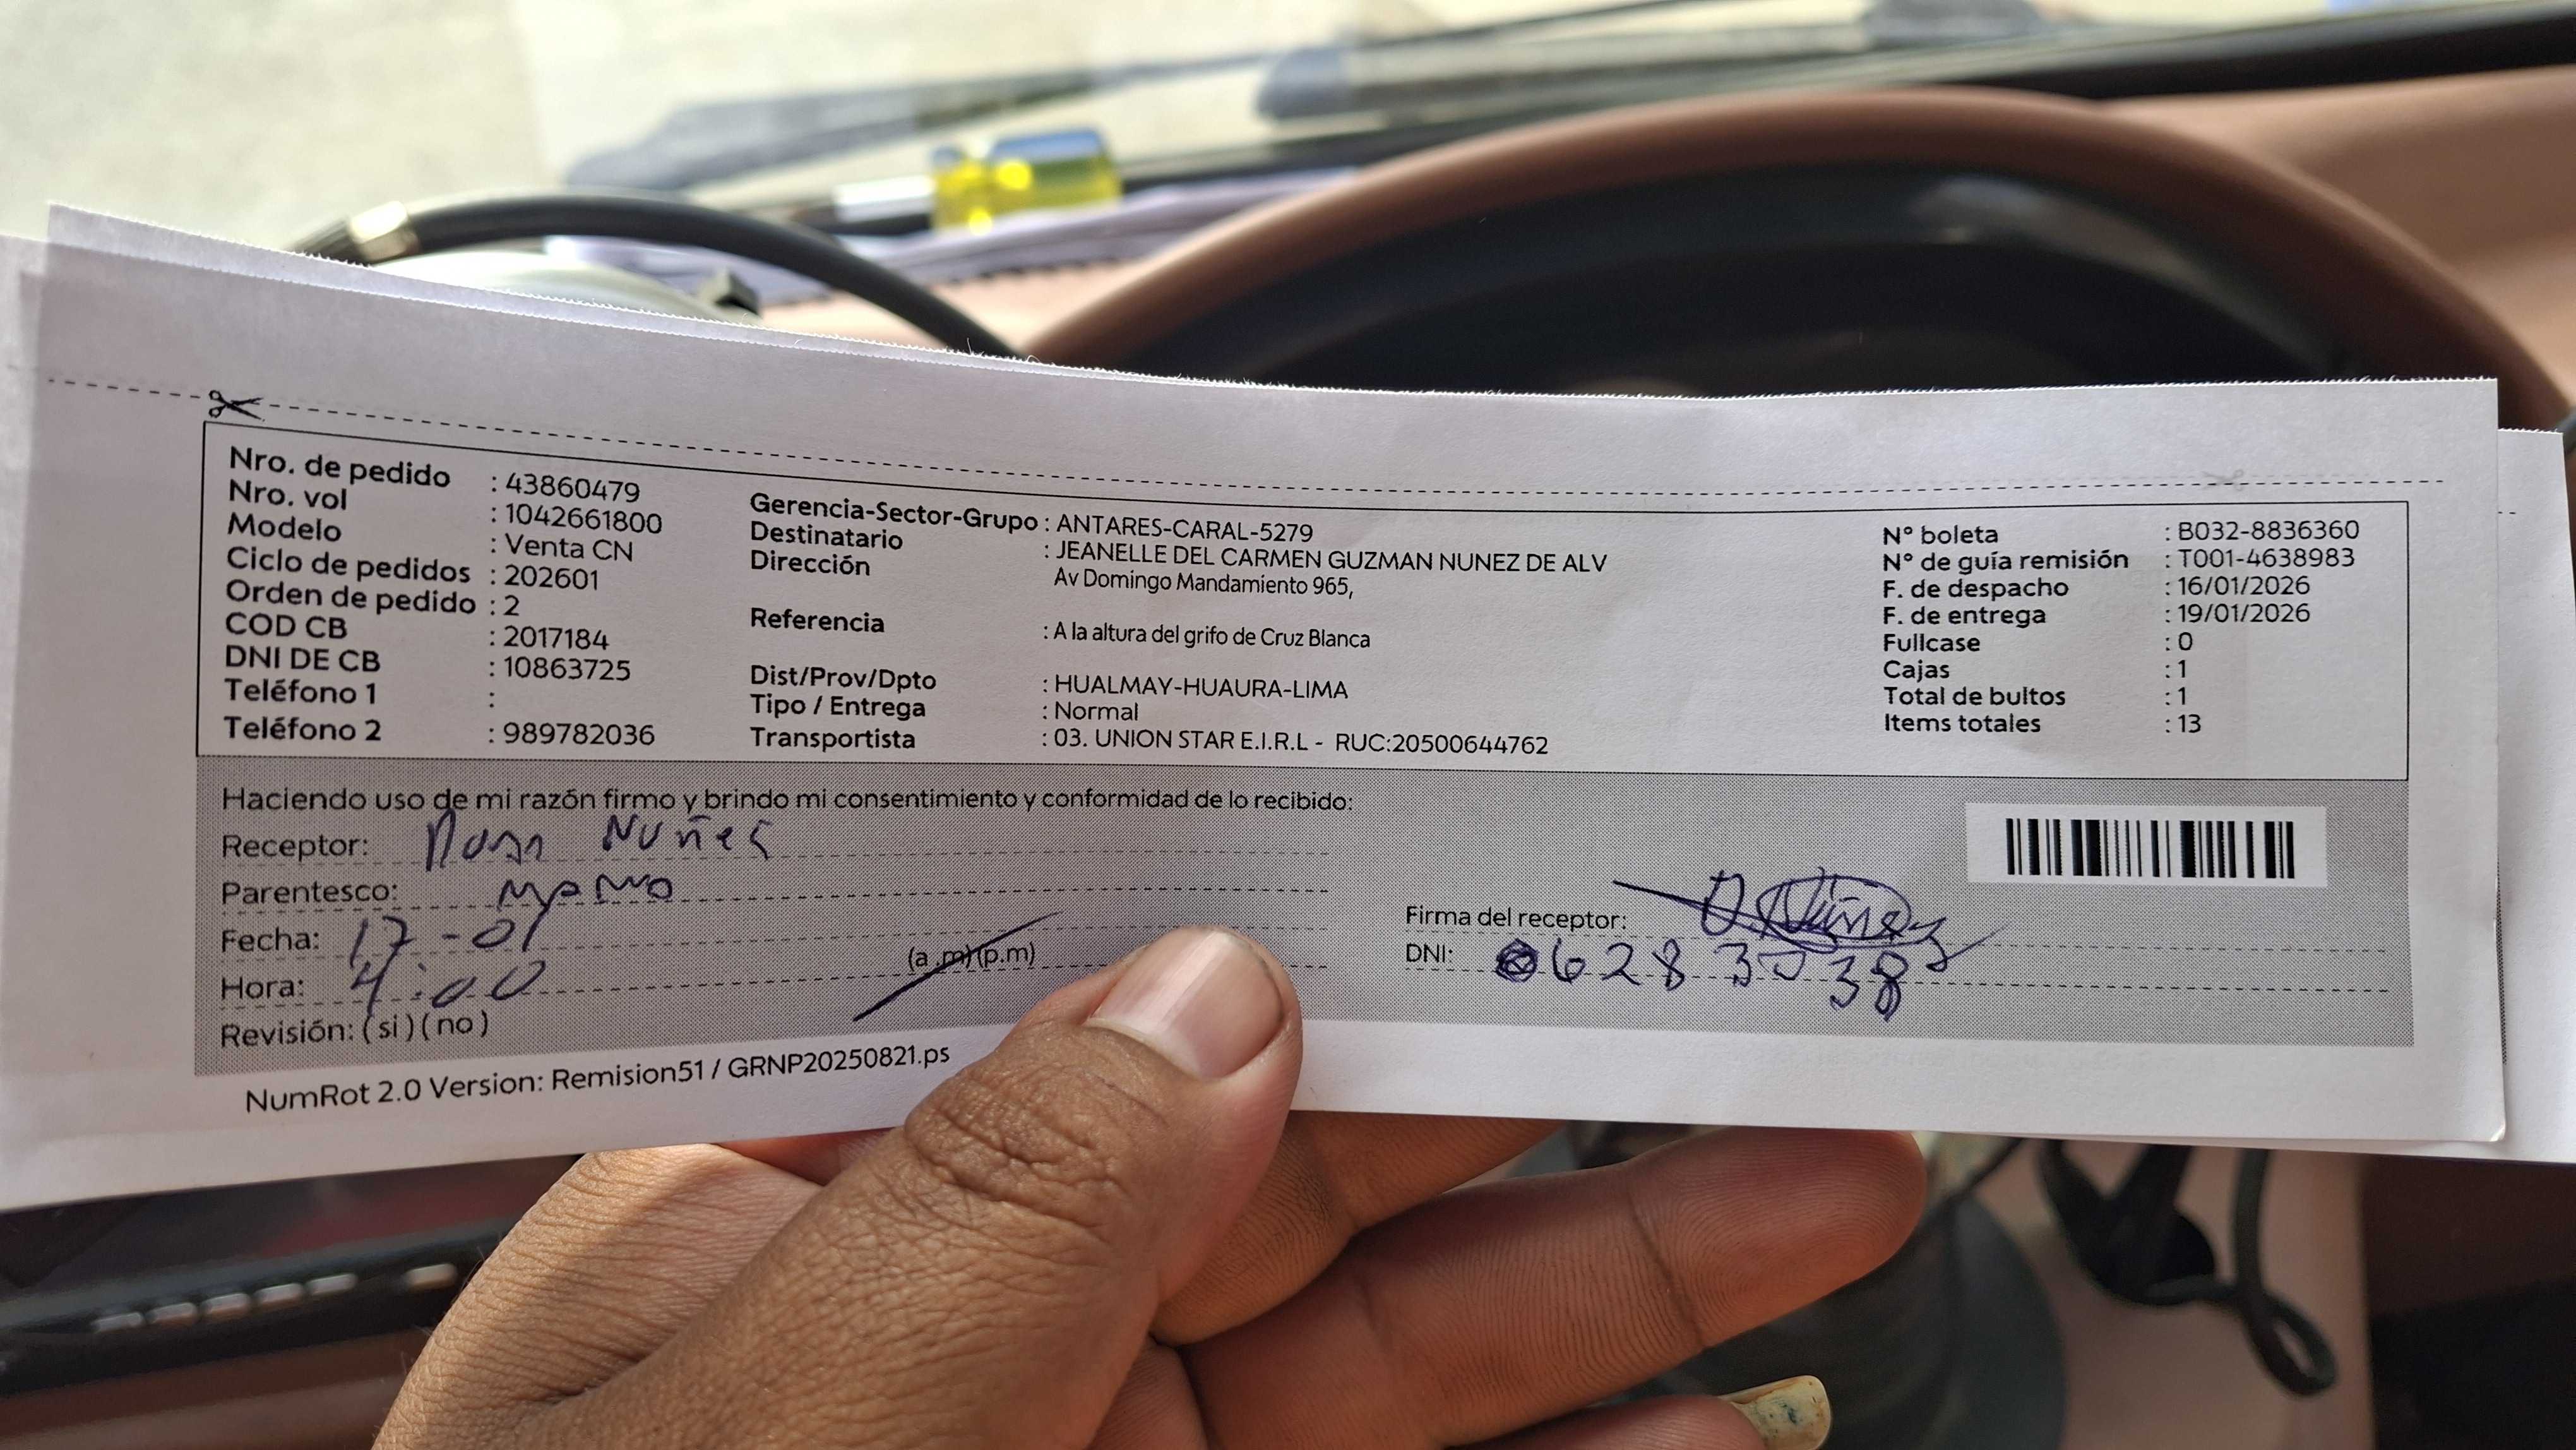 Nro. de pedido : 43860479
Nro. vol : 1042661800
Modelo : Venta CN
Ciclo de pedidos : 202601
Orden de pedido : 2
COD CB : 2017184
DNI DE CB : 10863725
Teléfono 1 :
Teléfono 2 : 989782036
Gerencia-Sector-Grupo : ANTARES-CARAL-5279
Destinatario : JEANELLE DEL CARMEN GUZMAN NUNEZ DE ALV
Dirección Av Domingo Mandamiento 965,
Referencia : A la altura del grifo de Cruz Blanca
Dist/Prov/Dpto : HUALMAY-HUAURA-LIMA
Tipo / Entrega : Normal
Transportista : 03. UNION STAR E.I.R.L - RUC:20500644762
N° boleta : B032-8836360
N° de guía remisión : T001-4638983
F. de despacho : 16/01/2026
F. de entrega : 19/01/2026
Fullcase : 0
Cajas : 1
Total de bultos : 1
Items totales : 13
Haciendo uso de mi razón firmo y brindo mi consentimiento y conformidad de lo recibido:
Receptor: Nuñez
Parentesco:
Fecha: 17-01
Hora: 4:00 (a.m)(p.m)
Revisión: (si)(no)
Firma del receptor:
DNI:
NumRot 2.0 Version: Remision51 / GRNP20250821.ps